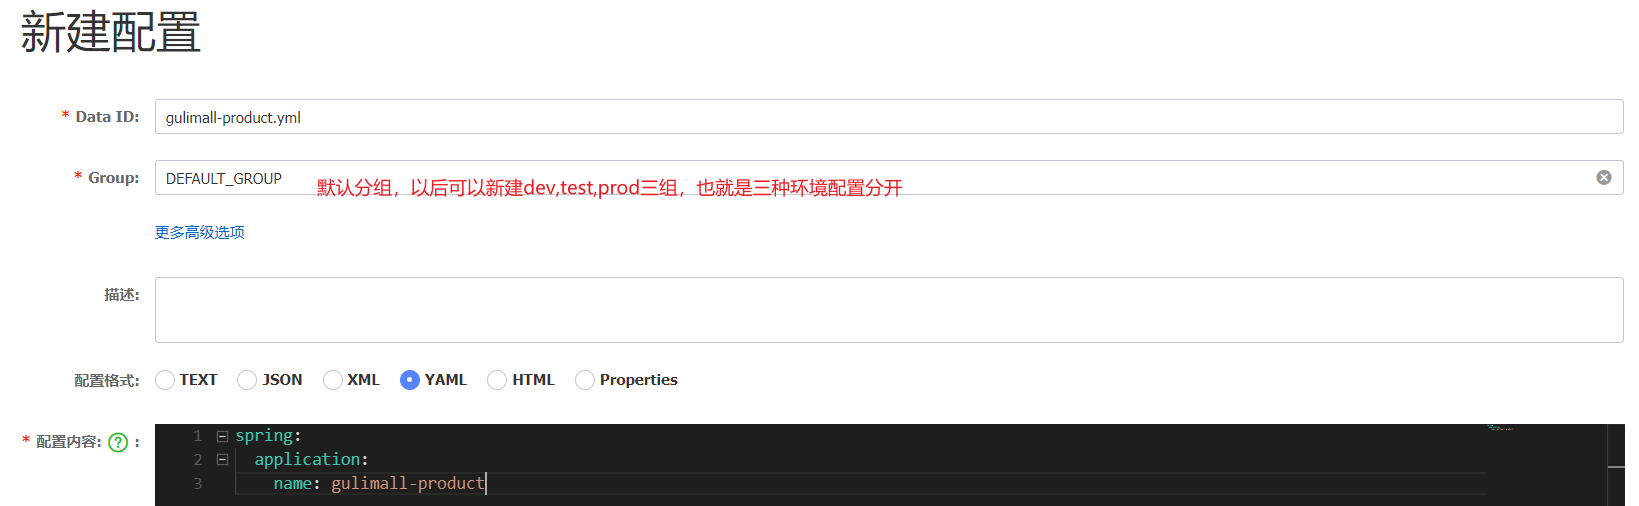 新建配置
* Data ID: gulimall-product.yml
* Group: DEFAULT_GROUP
默认分组，以后可以新建dev,test,prod三组，也就是三种环境配置分开
更多高级选项
描述:
配置格式: TEXT JSON XML YAML HTML Properties
* 配置内容: ? :
1 spring:
2 application:
3 name: gulimall-product